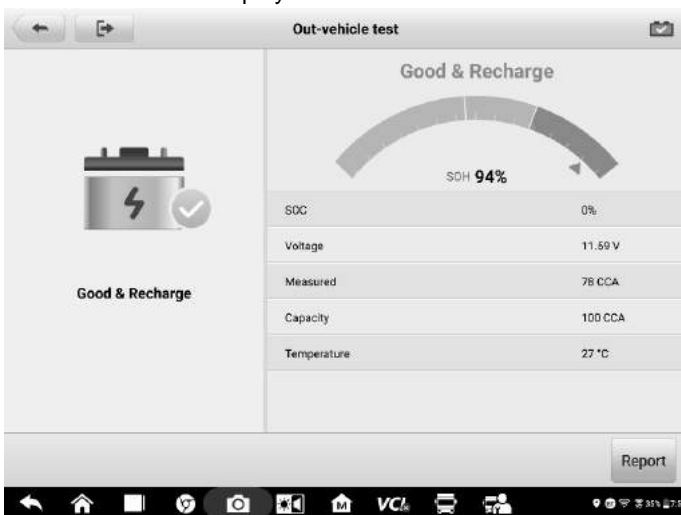 Out-vehicle test
Good & Recharge
SOH 94%
Good & Recharge
SOC 0%
Voltage 11.59 V
Measured 78 CCA
Capacity 100 CCA
Temperature 27 °C
Report
M VCI
35%